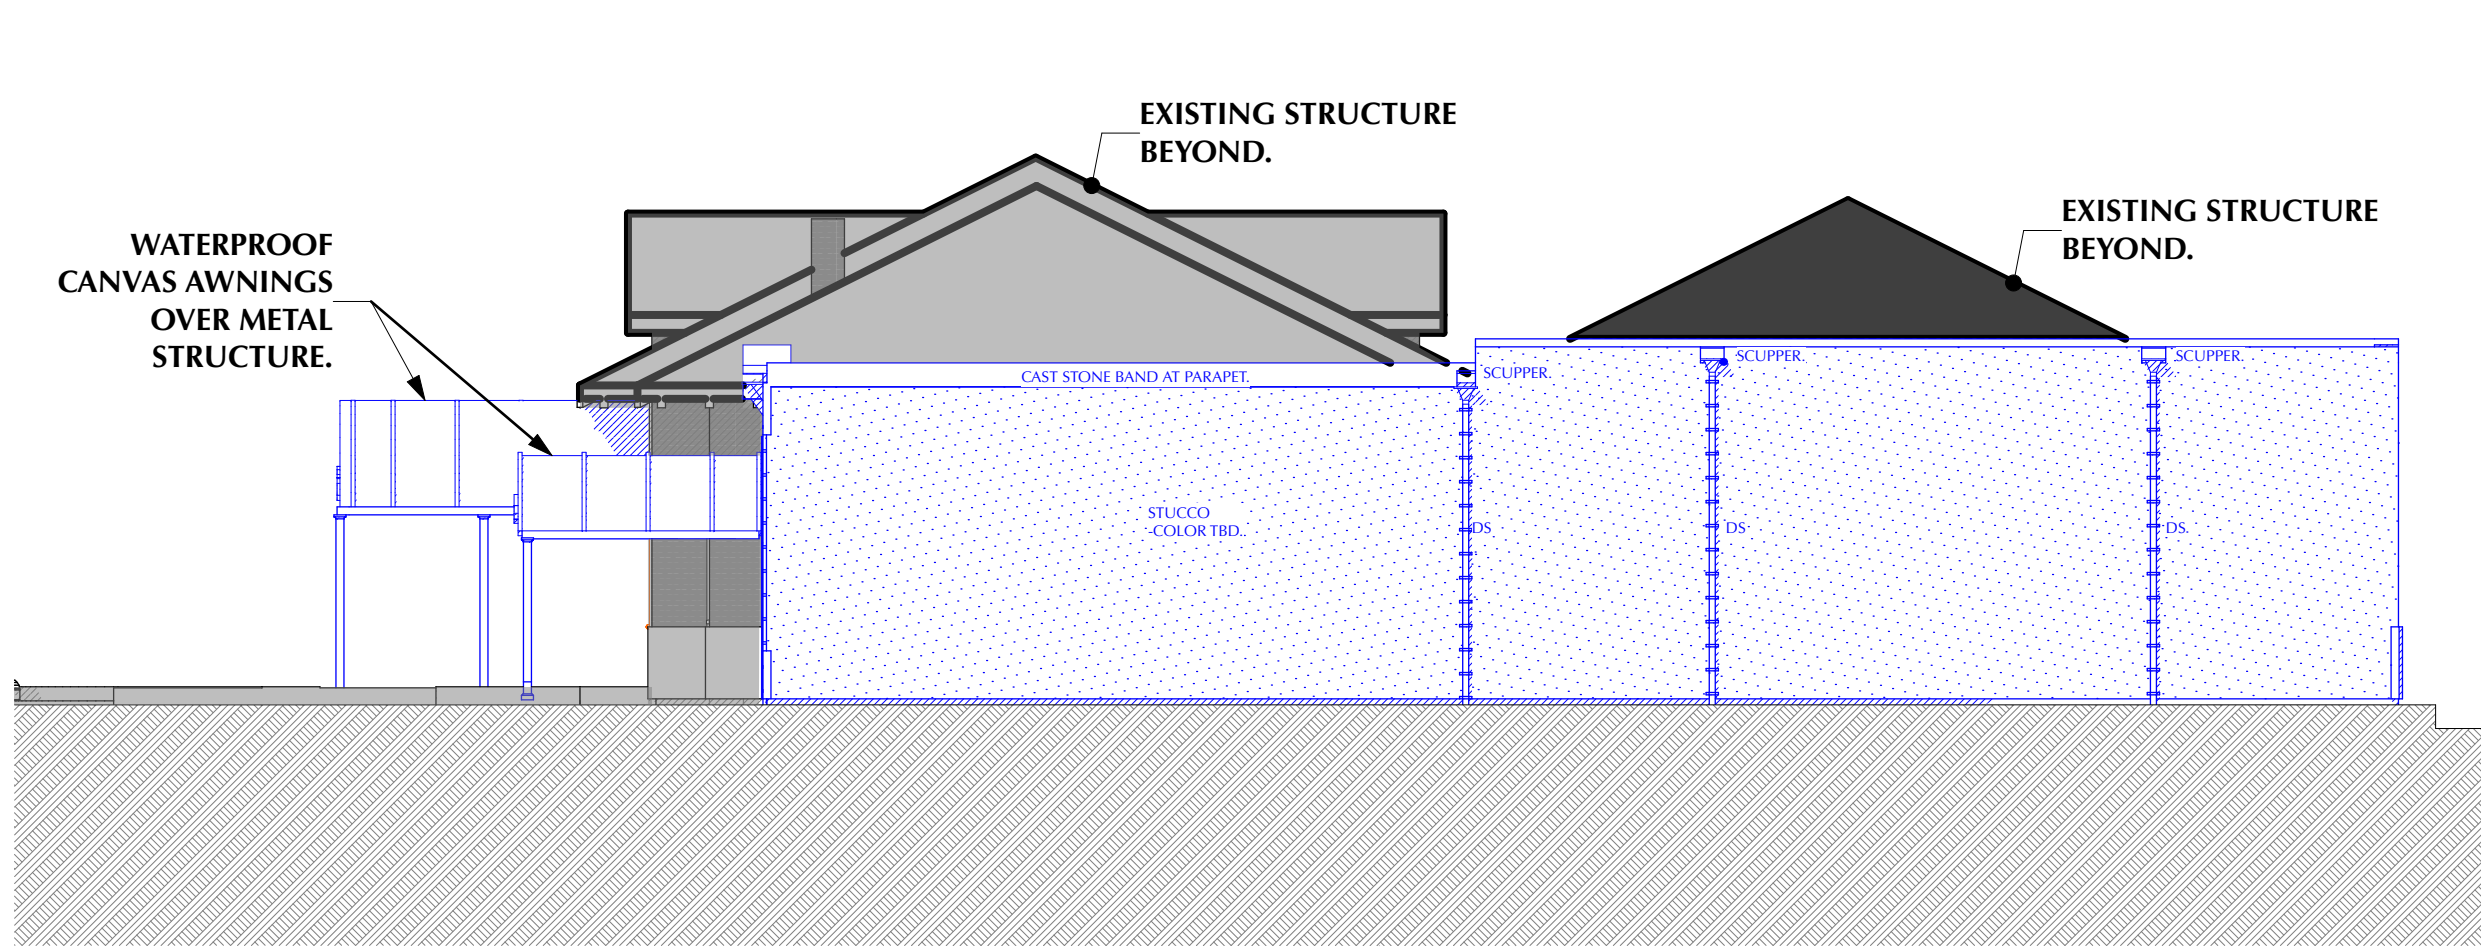 EXISTING STRUCTURE
BEYOND.
EXISTING STRUCTURE
BEYOND.
WATERPROOF
CANVAS AWNINGS
OVER METAL
STRUCTURE.
SCUPPER.
SCUPPER.
SCUPPER.
CAST STONE BAND AT PARAPET.
STUCCO
-COLOR TBD..
DS
DS
DS.